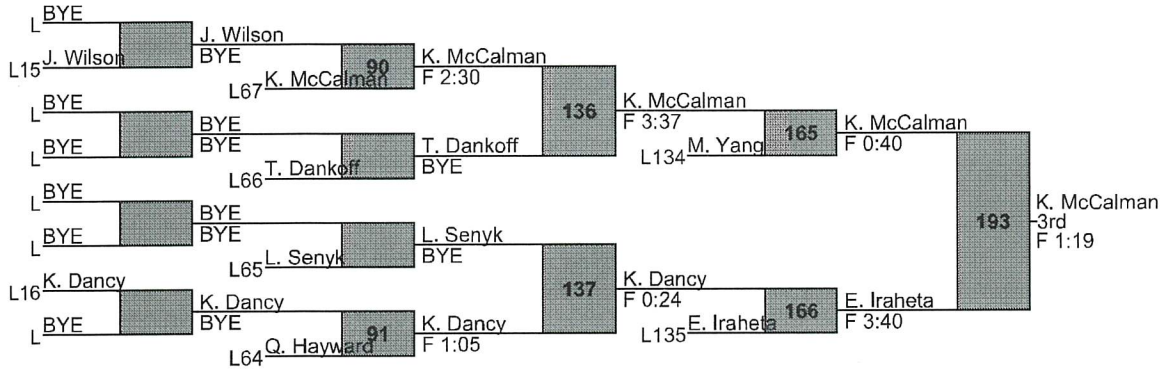 BYE
L
L15 J. Wilson
J. Wilson
BYE
L67 K. McCalman
90
K. McCalman
F 2:30
BYE
L
BYE
L
BYE
BYE
L66 T. Dankoff
T. Dankoff
BYE
136
K. McCalman
F 3:37
L134 M. Yang
165
K. McCalman
F 0:40
BYE
L
BYE
L
BYE
BYE
L65 L. Senyk
L. Senyk
BYE
L16 K. Dancy
BYE
L
K. Dancy
BYE
L64 Q. Hayward
91
K. Dancy
F 1:05
137
K. Dancy
F 0:24
L135 E. Iraheta
166
E. Iraheta
F 3:40
193
K. McCalman
3rd
F 1:19